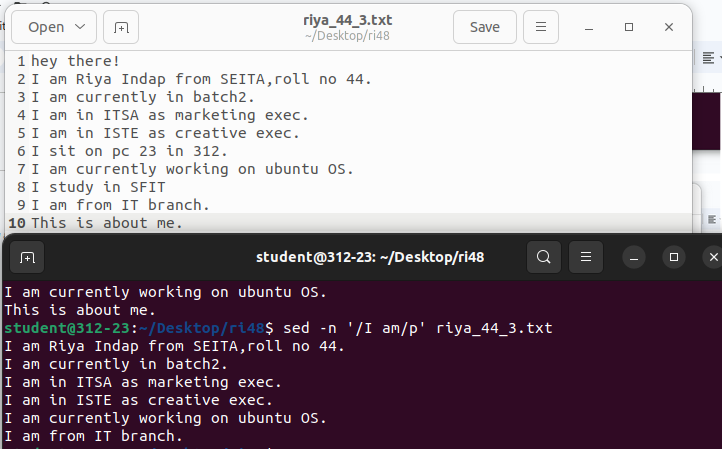 Open
riya_44_3.txt
~/Desktop/ri48
Save
1 hey there!
2 I am Riya Indap from SEITA,roll no 44.
3 I am currently in batch2.
4 I am in ITSA as marketing exec.
5 I am in ISTE as creative exec.
6 I sit on pc 23 in 312.
7 I am currently working on ubuntu OS.
8 I study in SFIT
9 I am from IT branch.
10 This is about me.
student@312-23: ~/Desktop/ri48
I am currently working on ubuntu OS.
This is about me.
student@312-23:~/Desktop/ri48$ sed -n '/I am/p' riya_44_3.txt
I am Riya Indap from SEITA,roll no 44.
I am currently in batch2.
I am in ITSA as marketing exec.
I am in ISTE as creative exec.
I am currently working on ubuntu OS.
I am from IT branch.